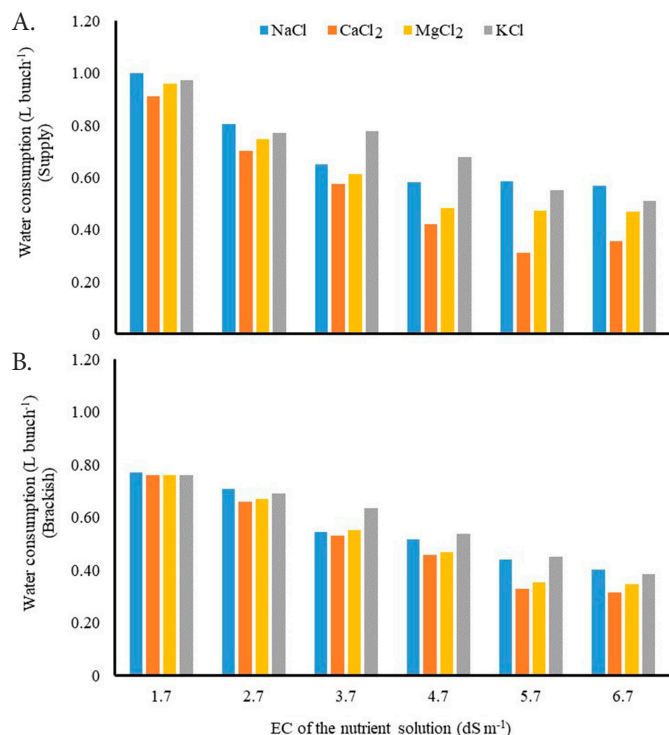 A.
NaCl CaCl2 MgCl2 KCl
Water consumption (L bunch-1)
(Supply)
1.20
1.00
0.80
0.60
0.40
0.20
0
B.
Water consumption (L bunch-1)
(Brackish)
1.20
1.00
0.80
0.60
0.40
0.20
0
1.7 2.7 3.7 4.7 5.7 6.7
EC of the nutrient solution (dS m-1)